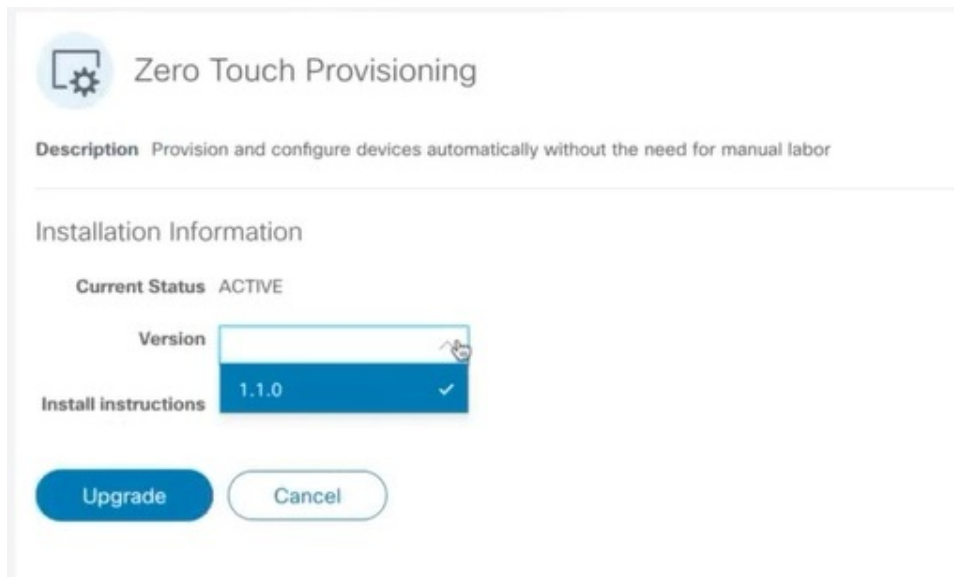 Zero Touch Provisioning
Description Provision and configure devices automatically without the need for manual labor
Installation Information
Current Status ACTIVE
Version
1.1.0
Install instructions
Upgrade Cancel